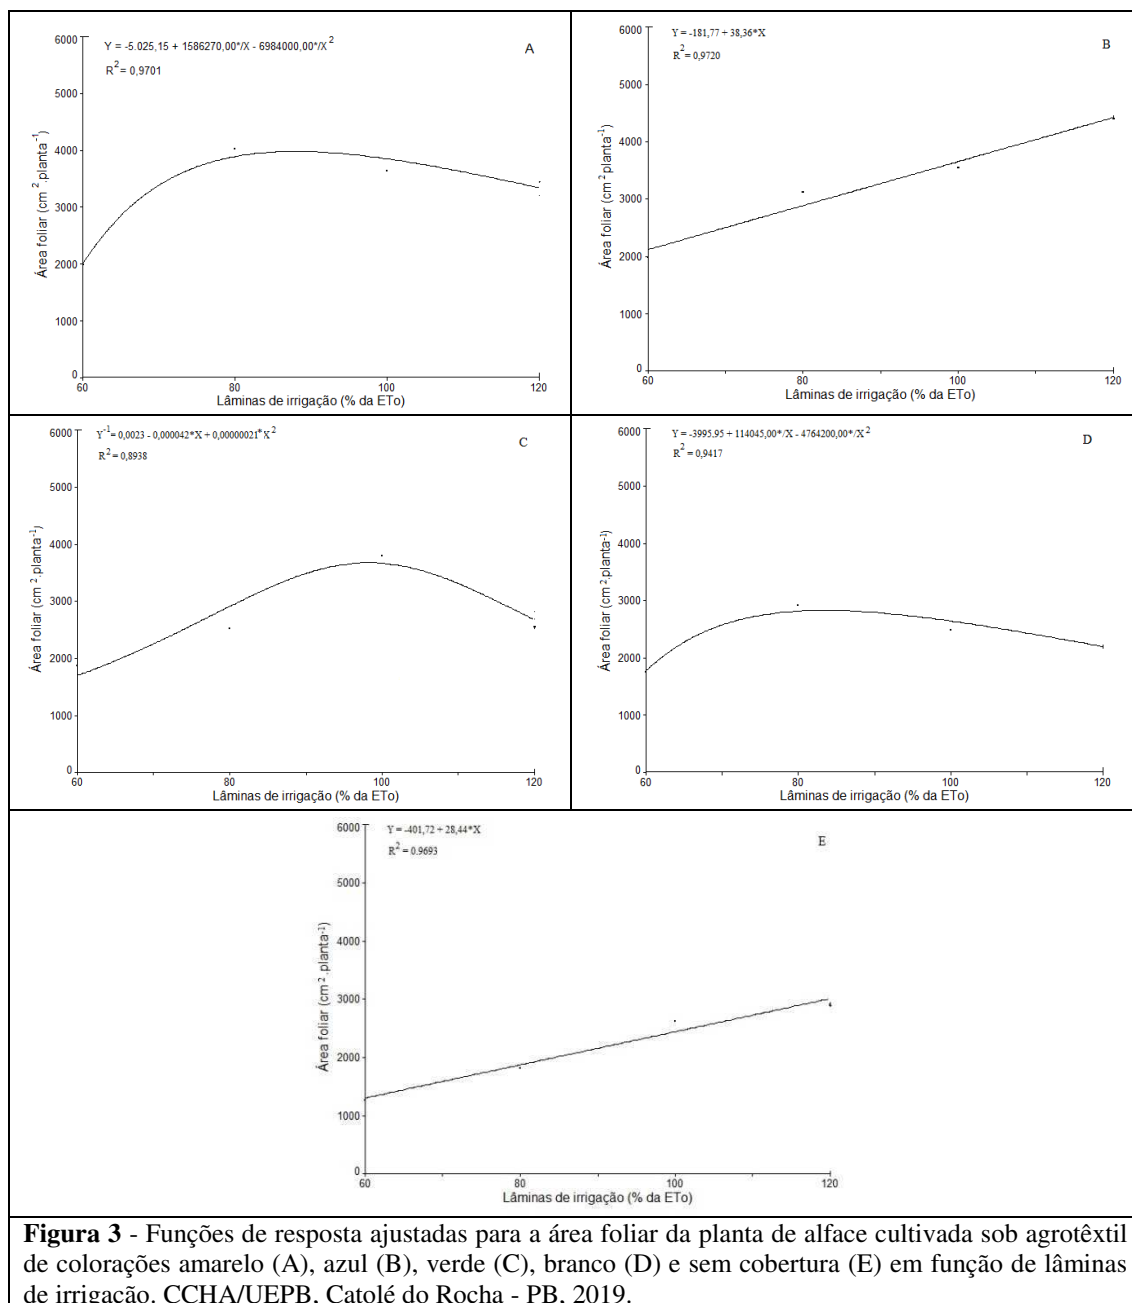 Y = -5.025,15 + 1586270,00*/X - 6984000,00*/X²
R² = 0,9701
A
6000
5000
4000
3000
2000
1000
0
Área foliar (cm².planta⁻¹)
60 80 100 120
Lâminas de irrigação (% da ETo)
Y = -181,77 + 38,36*X
R² = 0,9720
B
6000
5000
4000
3000
2000
1000
0
Área foliar (cm² planta⁻¹)
60 80 100 120
Lâminas de irrigação (% da ETo)
Y⁻¹ = 0,0023 - 0,000042*X + 0,00000021*X²
R² = 0,8938
C
6000
5000
4000
3000
2000
1000
0
Área foliar (cm².planta⁻¹)
60 80 100 120
Lâminas de irrigação (% da ETo)
Y = -3995,95 + 114045,00*/X - 4764200,00*/X²
R² = 0,9417
D
6000
5000
4000
3000
2000
1000
0
Área foliar (cm².planta⁻¹)
60 80 100 120
Lâminas de irrigação (% da ETo)
Y = -401,72 + 28,44*X
R² = 0.9693
E
6000
5000
4000
3000
2000
1000
0
Área foliar (cm².planta⁻¹)
60 80 100 120
Lâminas de irrigação (% da ETo)
Figura 3 - Funções de resposta ajustadas para a área foliar da planta de alface cultivada sob agrotêxtil
de colorações amarelo (A), azul (B), verde (C), branco (D) e sem cobertura (E) em função de lâminas
de irrigação. CCHA/UEPB, Catolé do Rocha - PB, 2019.